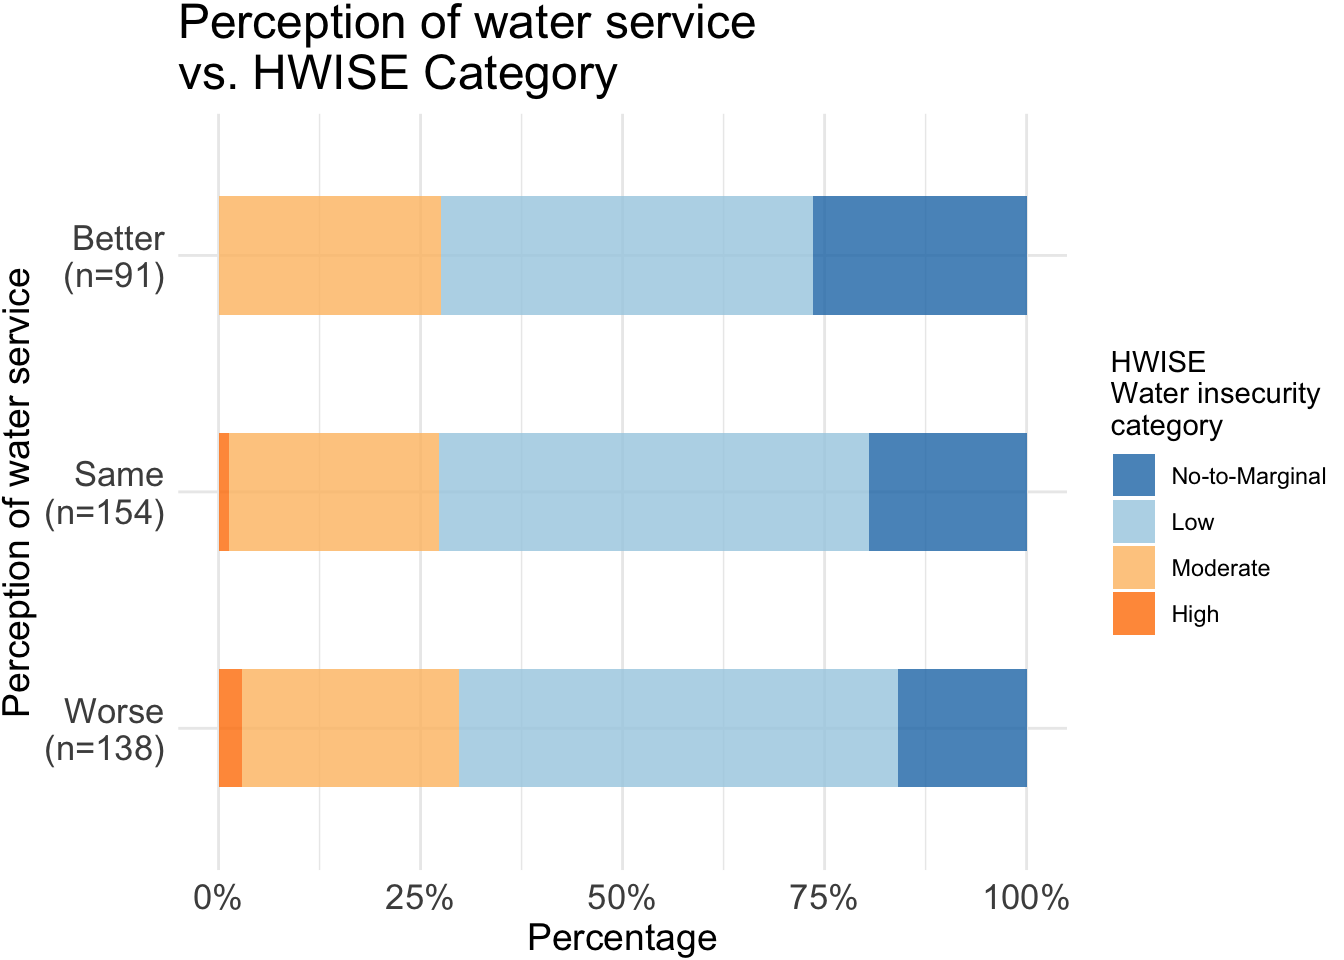 Perception of water service
vs. HWISE Category
Perception of water service
Better
(n=91)
Same
(n=154)
Worse
(n=138)
0%
25%
50%
75%
100%
Percentage
HWISE
Water insecurity
category
No-to-Marginal
Low
Moderate
High